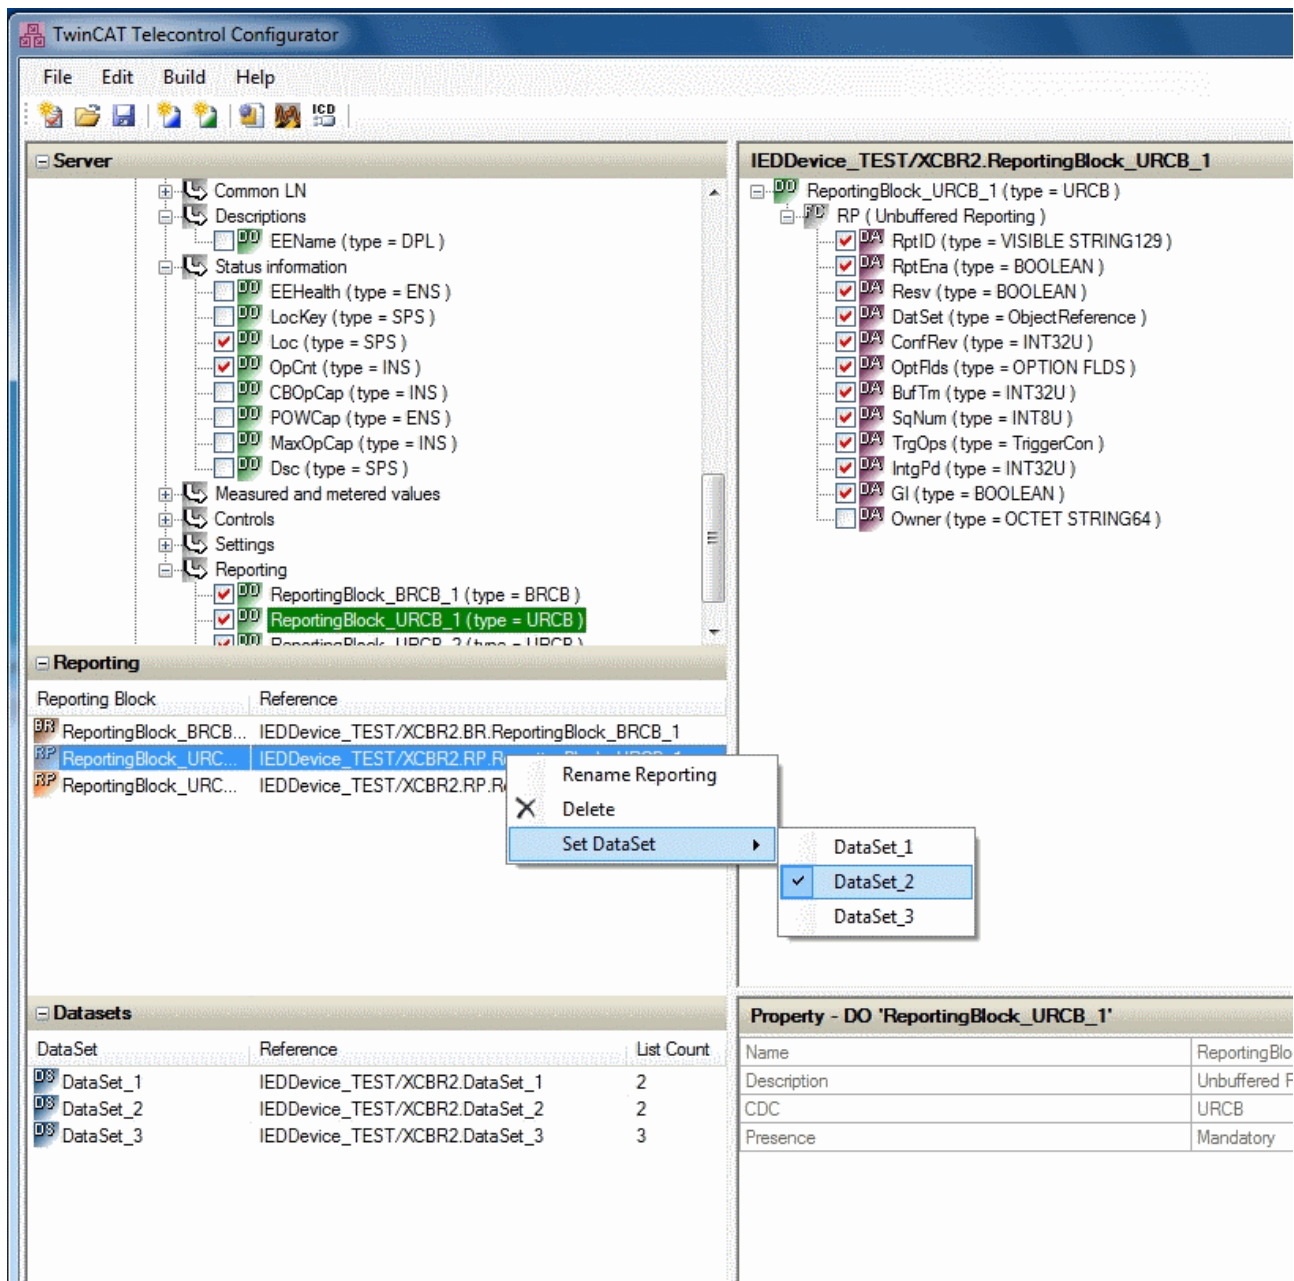 TwinCAT Telecontrol Configurator
File Edit Build Help
ICD
Server
Common LN
Descriptions
DO EEName (type = DPL )
Status information
DO EEHealth (type = ENS )
DO LocKey (type = SPS )
DO Loc (type = SPS )
DO OpCnt (type = INS )
DO CBOpCap (type = INS )
DO POWCap (type = ENS )
DO MaxOpCap (type = INS )
DO Dsc (type = SPS )
Measured and metered values
Controls
Settings
Reporting
DO ReportingBlock_BRCB_1 (type = BRCB )
DO ReportingBlock_URCB_1 (type = URCB )
DO ReportingBlock_URCB_2 (type = URCB )
IEDDevice_TEST/XCBR2.ReportingBlock_URCB_1
DO ReportingBlock_URCB_1 (type = URCB )
FC RP ( Unbuffered Reporting )
DA RptID (type = VISIBLE STRING129 )
DA RptEna (type = BOOLEAN )
DA Resv (type = BOOLEAN )
DA DatSet (type = ObjectReference )
DA ConfRev (type = INT32U )
DA OptFlds (type = OPTION FLDS )
DA BufTm (type = INT32U )
DA SqNum (type = INT8U )
DA TrgOps (type = TriggerCon )
DA IntgPd (type = INT32U )
DA GI (type = BOOLEAN )
DA Owner (type = OCTET STRING64 )
Reporting
Reporting Block Reference
BR ReportingBlock_BRCB... IEDDevice_TEST/XCBR2.BR.ReportingBlock_BRCB_1
RP ReportingBlock_URC... IEDDevice_TEST/XCBR2.RP.R
RP ReportingBlock_URC... IEDDevice_TEST/XCBR2.RP.R
Rename Reporting
Delete
Set DataSet
DataSet_1
DataSet_2
DataSet_3
Datasets
DataSet Reference List Count
DS DataSet_1 IEDDevice_TEST/XCBR2.DataSet_1 2
DS DataSet_2 IEDDevice_TEST/XCBR2.DataSet_2 2
DS DataSet_3 IEDDevice_TEST/XCBR2.DataSet_3 3
Property - DO 'ReportingBlock_URCB_1'
Name ReportingBlo
Description Unbuffered
CDC URCB
Presence Mandatory